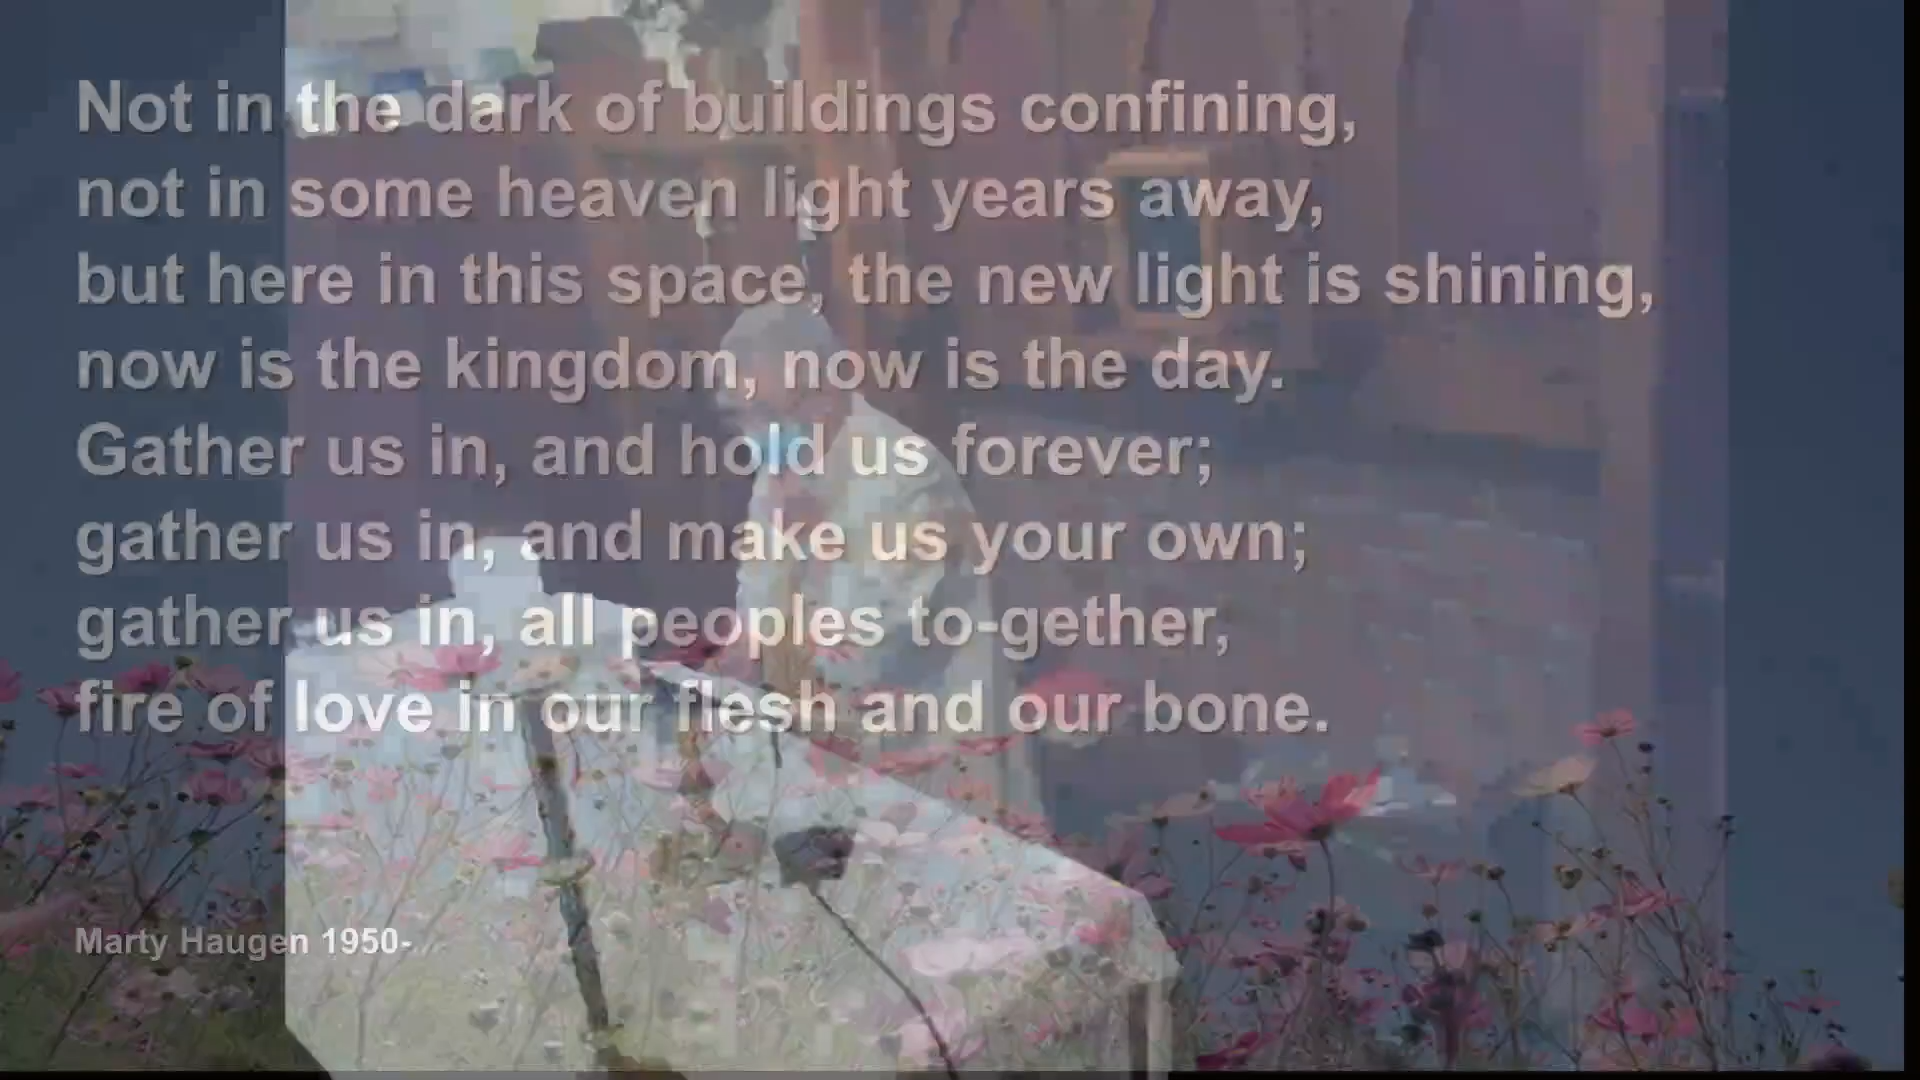 Not in the dark of buildings confining,
not in some heaven light years away,
but here in this space, the new light is shining,
now is the kingdom, now is the day.
Gather us in, and hold us forever;
gather us in, and make us your own;
gather us in, all peoples to-gether,
fire of love in our flesh and our bone.
Marty Haugen 1950-